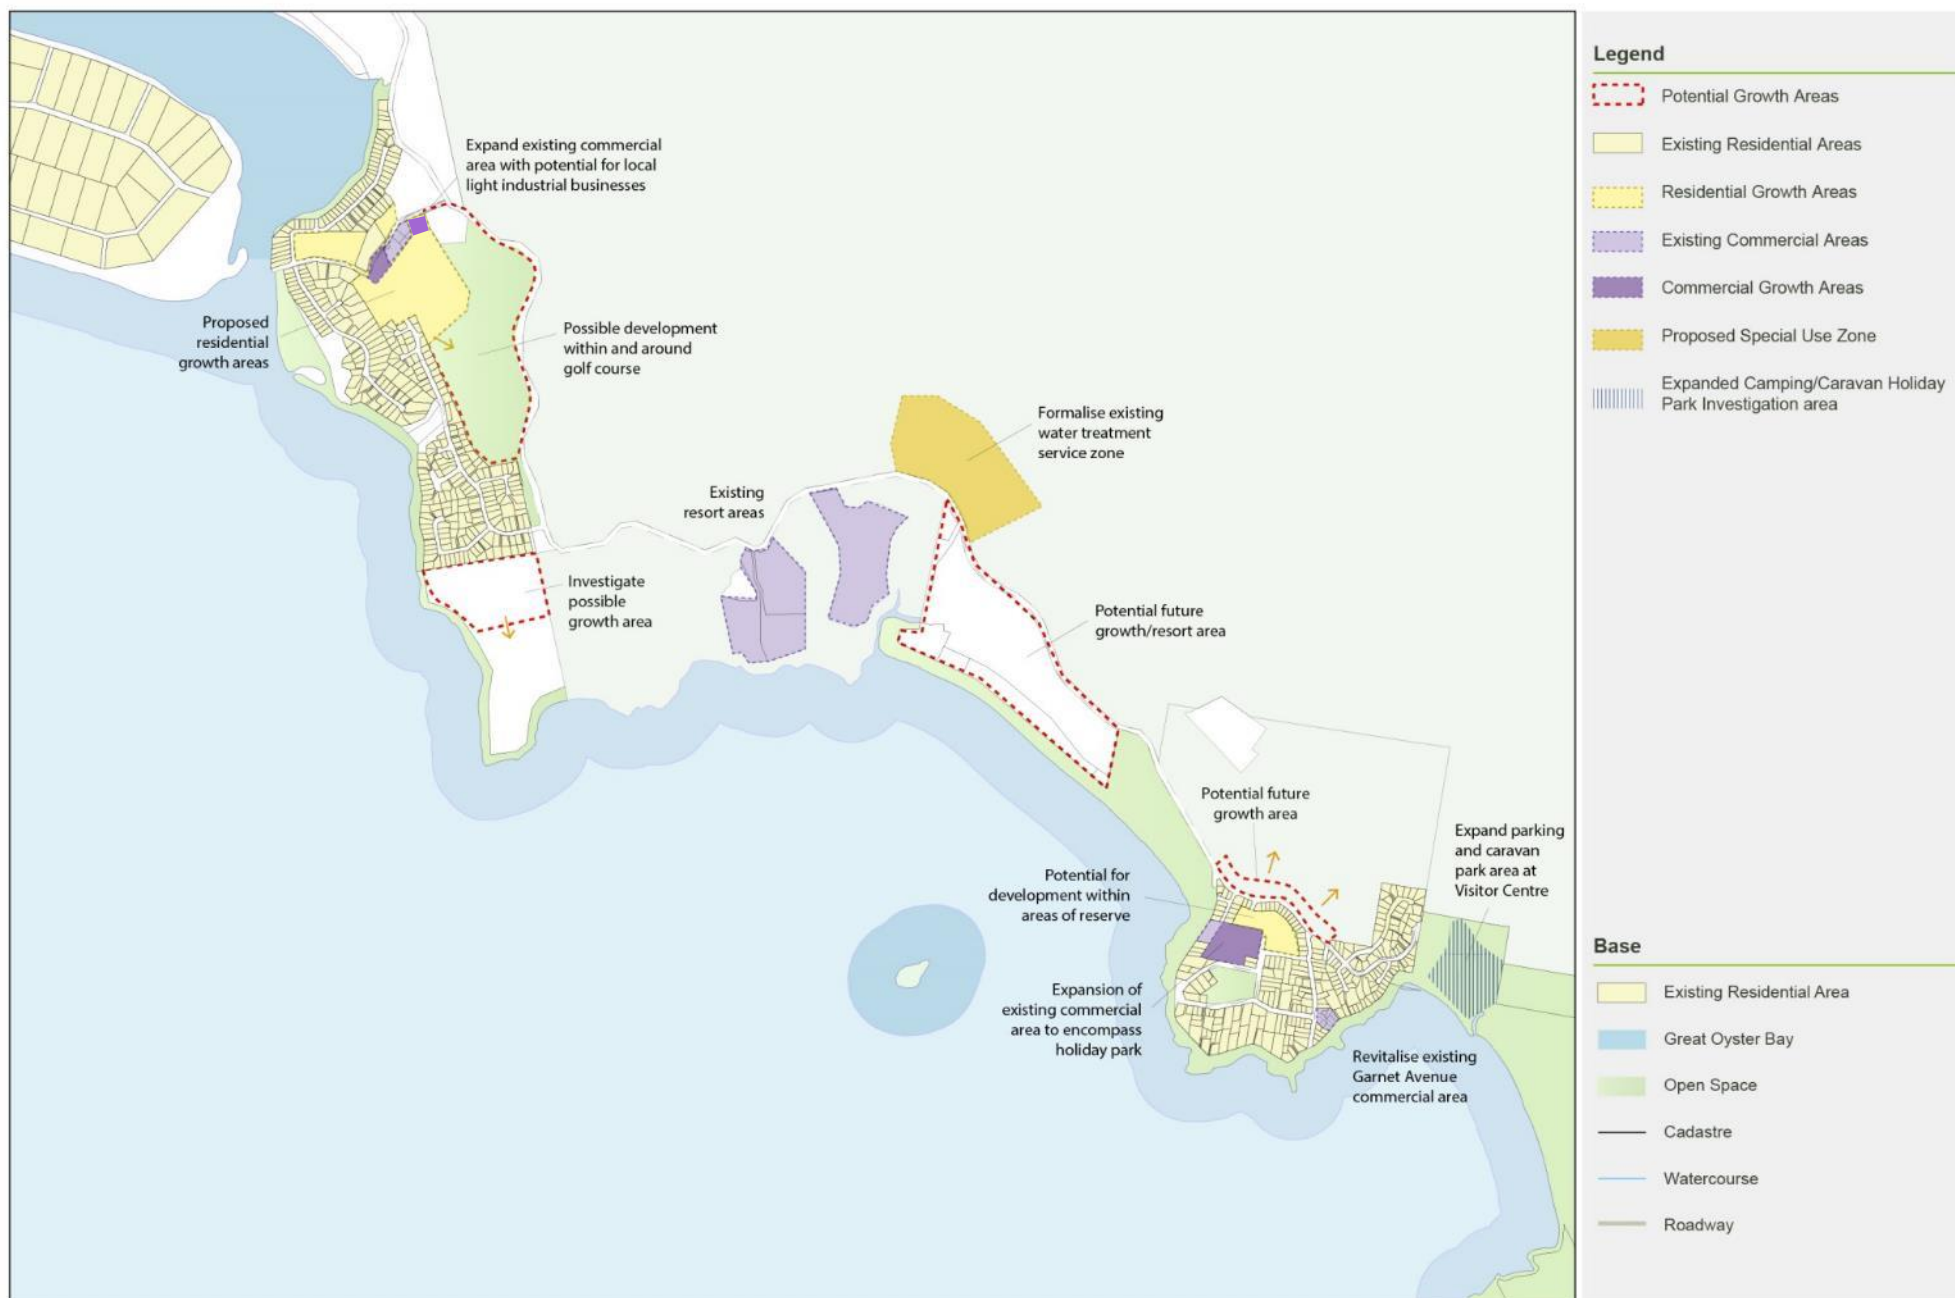 Expand existing commercial
area with potential for local
light industrial businesses
Proposed
residential
growth areas
Possible development
within and around
golf course
Formalise existing
water treatment
service zone
Existing
resort areas
Investigate
possible
growth area
Potential future
growth/resort area
Potential future
growth area
Expand parking
and caravan
park area at
Visitor Centre
Potential for
development within
areas of reserve
Expansion of
existing commercial
area to encompass
holiday park
Revitalise existing
Garnet Avenue
commercial area
Legend
Potential Growth Areas
Existing Residential Areas
Residential Growth Areas
Existing Commercial Areas
Commercial Growth Areas
Proposed Special Use Zone
Expanded Camping/Caravan Holiday
Park Investigation area
Base
Existing Residential Area
Great Oyster Bay
Open Space
Cadastre
Watercourse
Roadway